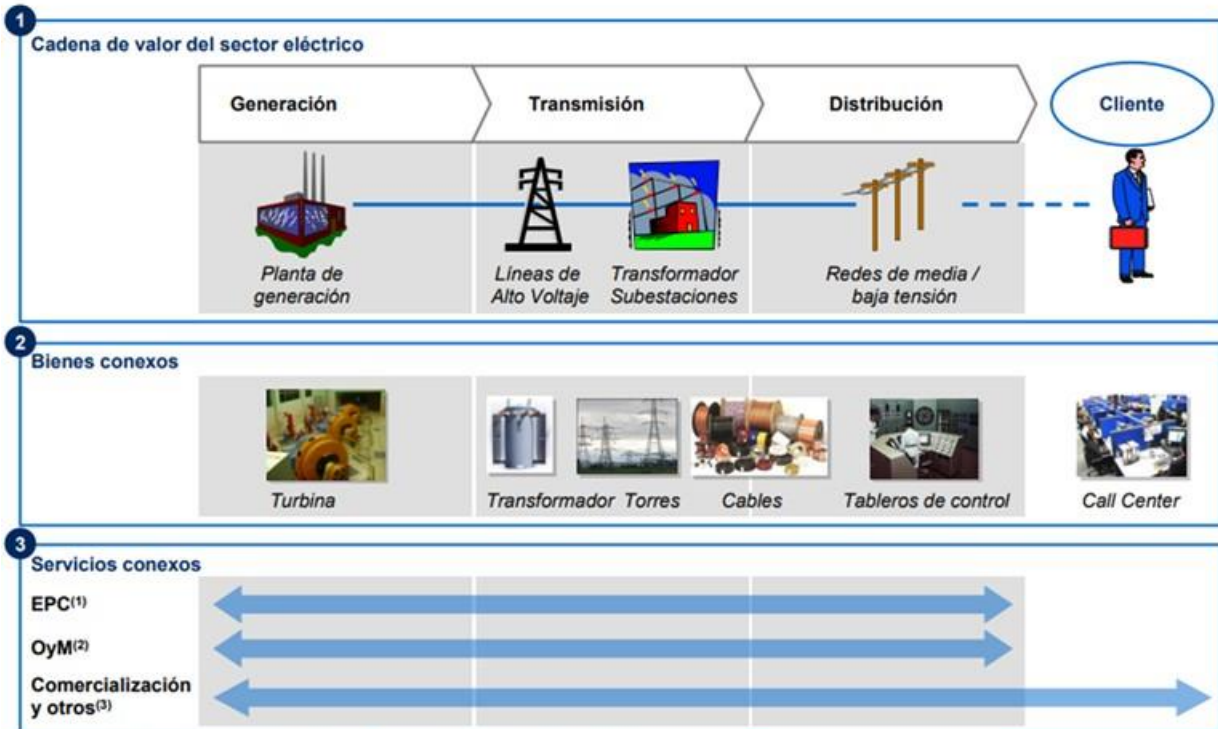 1
Cadena de valor del sector eléctrico
Generación
Transmisión
Distribución
Cliente
Planta de
generación
Líneas de
Alto Voltaje
Transformador
Subestaciones
Redes de media /
baja tensión
2
Bienes conexos
Turbina
Transformador
Torres
Cables
Tableros de control
Call Center
3
Servicios conexos
EPC(1)
OyM(2)
Comercialización
y otros(3)